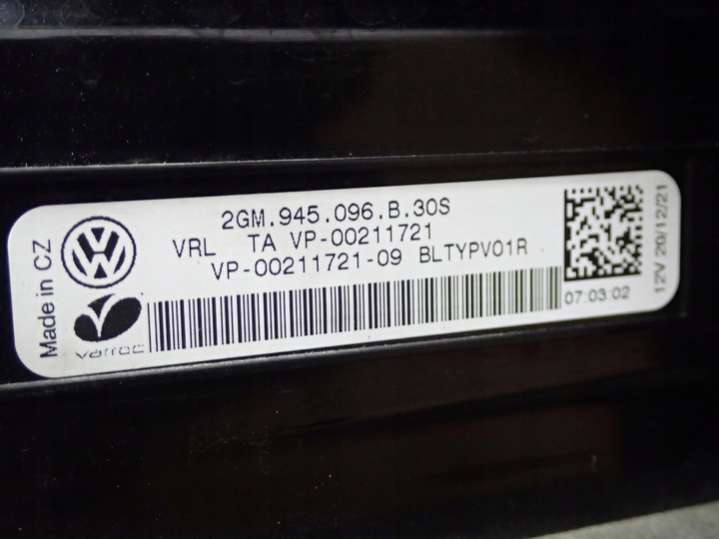 Made in CZ
2GM.945.096.B.30S
VRL TA VP-00211721
VP-00211721-09 BLTYPV01R
varroc
07:03:02
12V 20/12/21